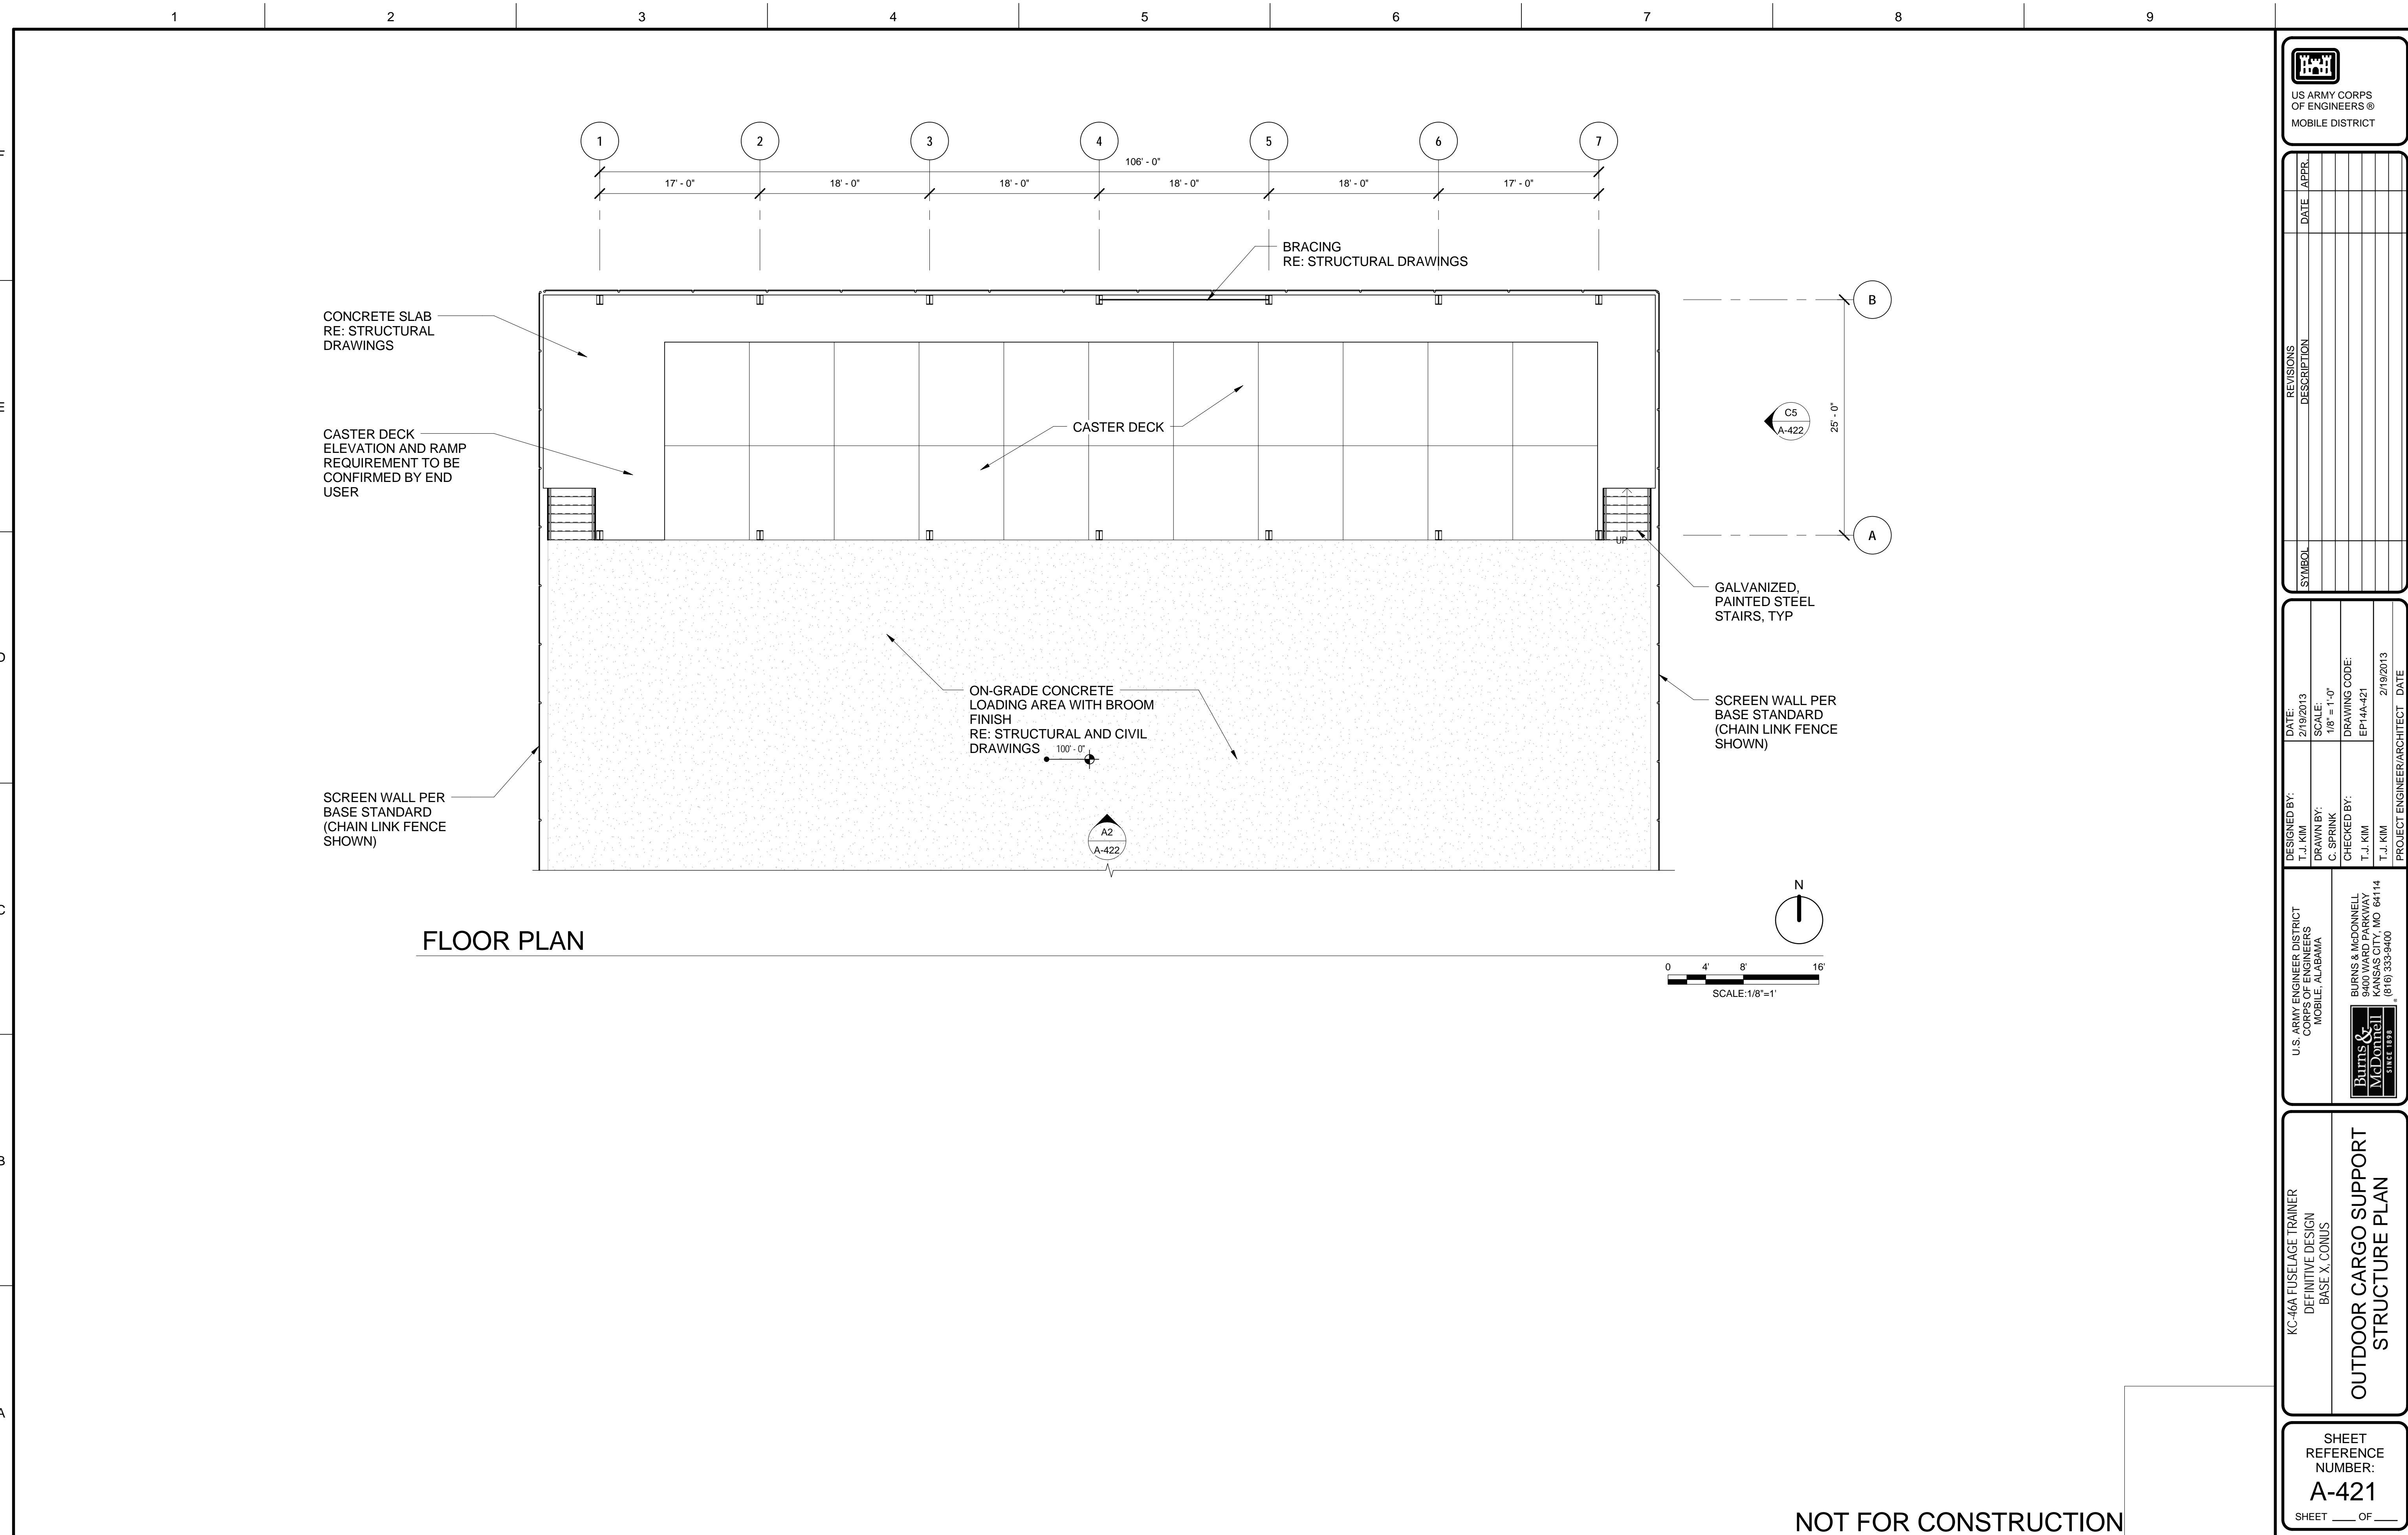 1 2 3 4 5 6 7 8 9
F
E
D
C
B
A
1 2 3 4 5 6 7
106' - 0"
17' - 0" 18' - 0" 18' - 0" 18' - 0" 18' - 0" 17' - 0"
BRACING
RE: STRUCTURAL DRAWINGS
CONCRETE SLAB
RE: STRUCTURAL
DRAWINGS
CASTER DECK
ELEVATION AND RAMP
REQUIREMENT TO BE
CONFIRMED BY END
USER
CASTER DECK
B
25' - 0"
A
C5
A-422
UP
GALVANIZED,
PAINTED STEEL
STAIRS, TYP
SCREEN WALL PER
BASE STANDARD
(CHAIN LINK FENCE
SHOWN)
ON-GRADE CONCRETE
LOADING AREA WITH BROOM
FINISH
RE: STRUCTURAL AND CIVIL
DRAWINGS
100' - 0"
SCREEN WALL PER
BASE STANDARD
(CHAIN LINK FENCE
SHOWN)
A2
A-422
N
FLOOR PLAN
0 4' 8' 16'
SCALE:1/8"=1'
NOT FOR CONSTRUCTION
US ARMY CORPS
OF ENGINEERS ®
MOBILE DISTRICT
REVISIONS
SYMBOL DESCRIPTION DATE APPR.
DESIGNED BY:
T.J. KIM
DATE:
2/19/2013
DRAWN BY:
C. SPRINK
SCALE:
1/8" = 1'-0"
CHECKED BY:
T.J. KIM
DRAWING CODE:
EP14A-421
T.J. KIM 2/19/2013
PROJECT ENGINEER/ARCHITECT DATE
U.S. ARMY ENGINEER DISTRICT
CORPS OF ENGINEERS
MOBILE, ALABAMA
Burns &
McDonnell
SINCE 1898
®
BURNS & McDONNELL
9400 WARD PARKWAY
KANSAS CITY, MO 64114
(816) 333-9400
KC-46A FUSELAGE TRAINER
DEFINITIVE DESIGN
BASE X, CONUS
OUTDOOR CARGO SUPPORT
STRUCTURE PLAN
SHEET
REFERENCE
NUMBER:
A-421
SHEET ____ OF ____